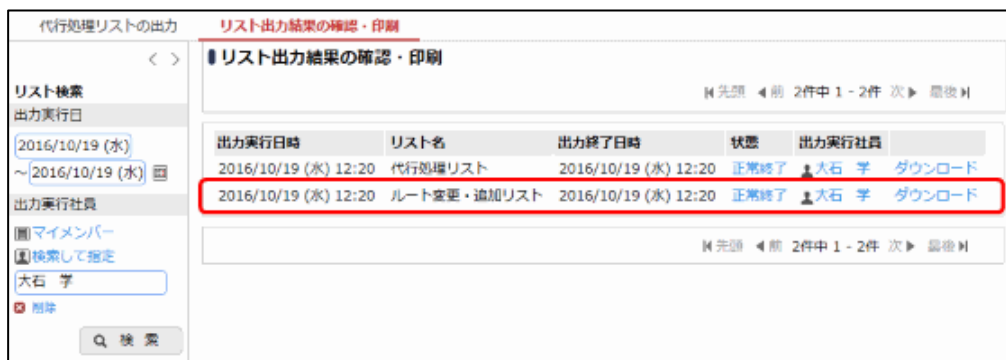 代行処理リストの出力 リスト出力結果の確認・印刷
リスト検索
出力実行日
2016/10/19 (水)
～2016/10/19 (水)
出力実行社員
マイメンバー
検索して指定
大石 学
削除
検索
リスト出力結果の確認・印刷
先頭 前 2件中 1 - 2件 次 最後
出力実行日時 リスト名 出力終了日時 状態 出力実行社員
2016/10/19 (水) 12:20 代行処理リスト 2016/10/19 (水) 12:20 正常終了 大石 学 ダウンロード
2016/10/19 (水) 12:20 ルート変更・追加リスト 2016/10/19 (水) 12:20 正常終了 大石 学 ダウンロード
先頭 前 2件中 1 - 2件 次 最後